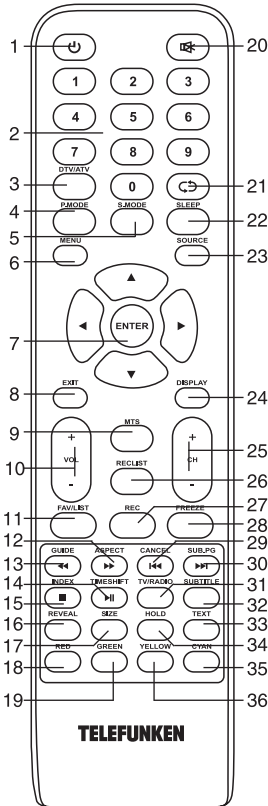 1 20
1 2 3
2
4 5 6
7 8 9
DTV/ATV
3 0 21
P.MODE S.MODE SLEEP
4 22
5
MENU SOURCE
6 23
ENTER
7
EXIT DISPLAY
8 24
MTS
9
+ +
VOL CH
10 25
- -
RECLIST
26
FAV/LIST REC FREEZE
11 27
12 28
29
GUIDE ASPECT CANCEL SUB.PG
13 30
INDEX TIMESHIFT TV/RADIO SUBTITLE
14 31
15 32
REVEAL SIZE HOLD TEXT
16 33
17 34
RED GREEN YELLOW CYAN
18 35
19 36
TELEFUNKEN